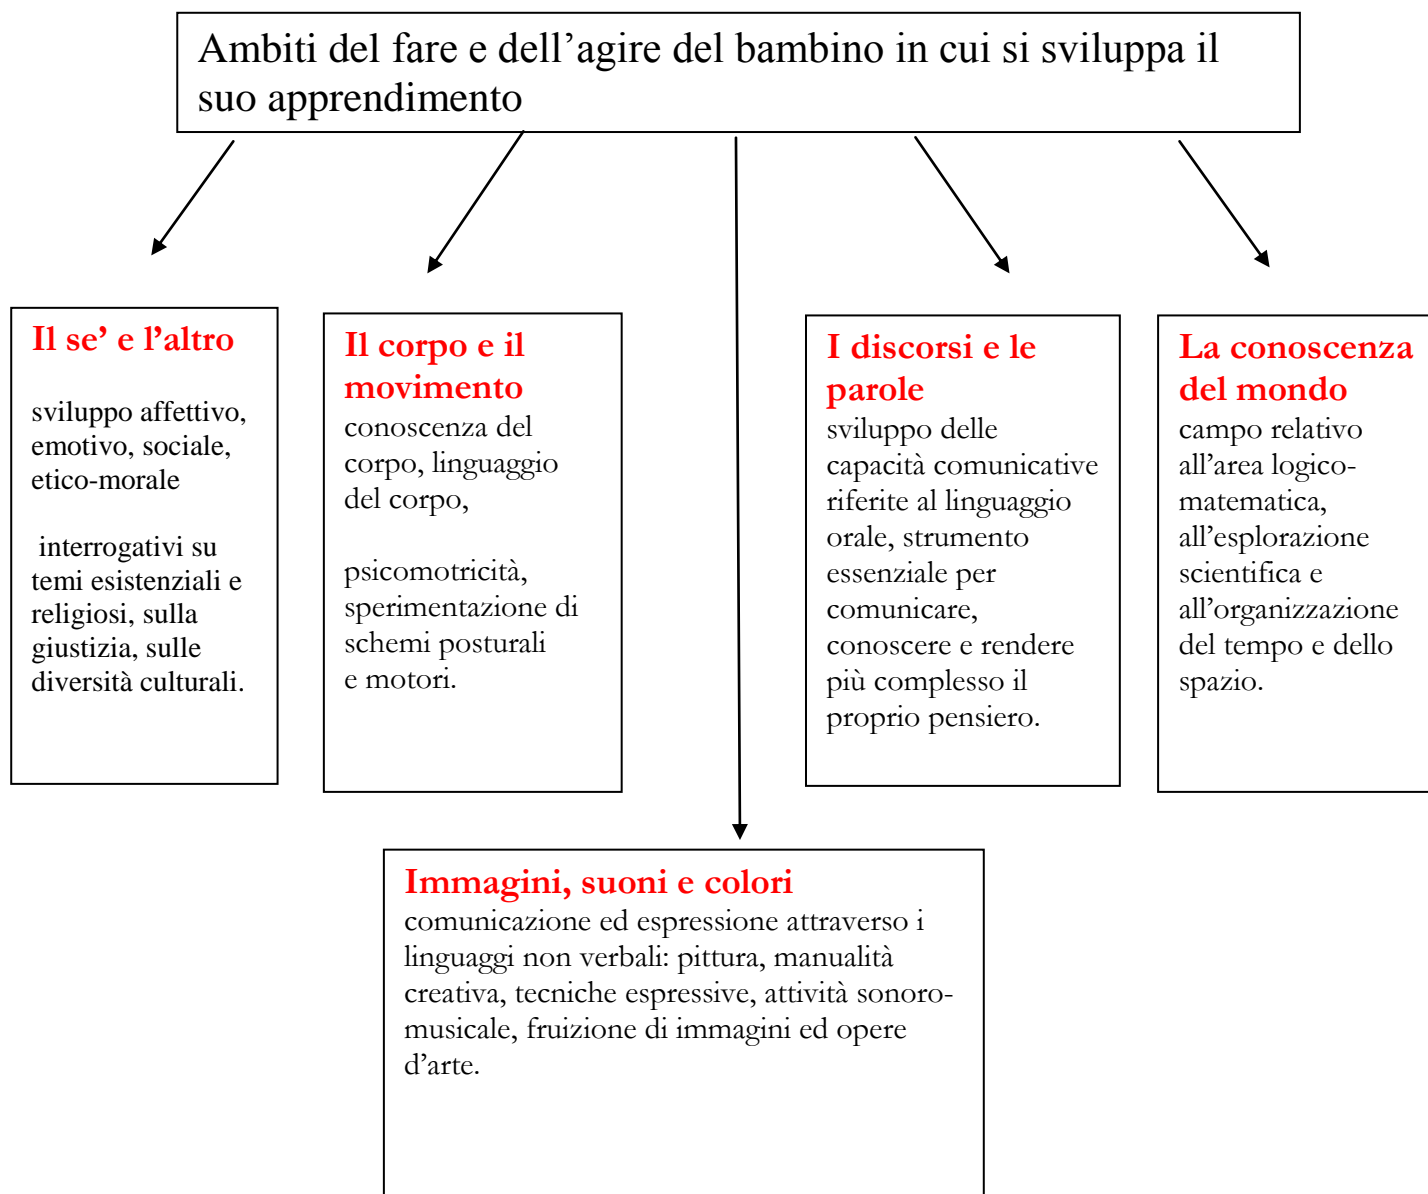 Ambiti del fare e dell’agire del bambino in cui si sviluppa il
suo apprendimento
Il se’ e l’altro
sviluppo affettivo,
emotivo, sociale,
etico-morale
interrogativi su
temi esistenziali e
religiosi, sulla
giustizia, sulle
diversità culturali.
Il corpo e il
movimento
conoscenza del
corpo, linguaggio
del corpo,
psicomotricità,
sperimentazione di
schemi posturali
e motori.
I discorsi e le
parole
sviluppo delle
capacità comunicative
riferite al linguaggio
orale, strumento
essenziale per
comunicare,
conoscere e rendere
più complesso il
proprio pensiero.
La conoscenza
del mondo
campo relativo
all’area logico-
matematica,
all’esplorazione
scientifica e
all’organizzazione
del tempo e dello
spazio.
Immagini, suoni e colori
comunicazione ed espressione attraverso i
linguaggi non verbali: pittura, manualità
creativa, tecniche espressive, attività sonoro-
musicale, fruizione di immagini ed opere
d’arte.